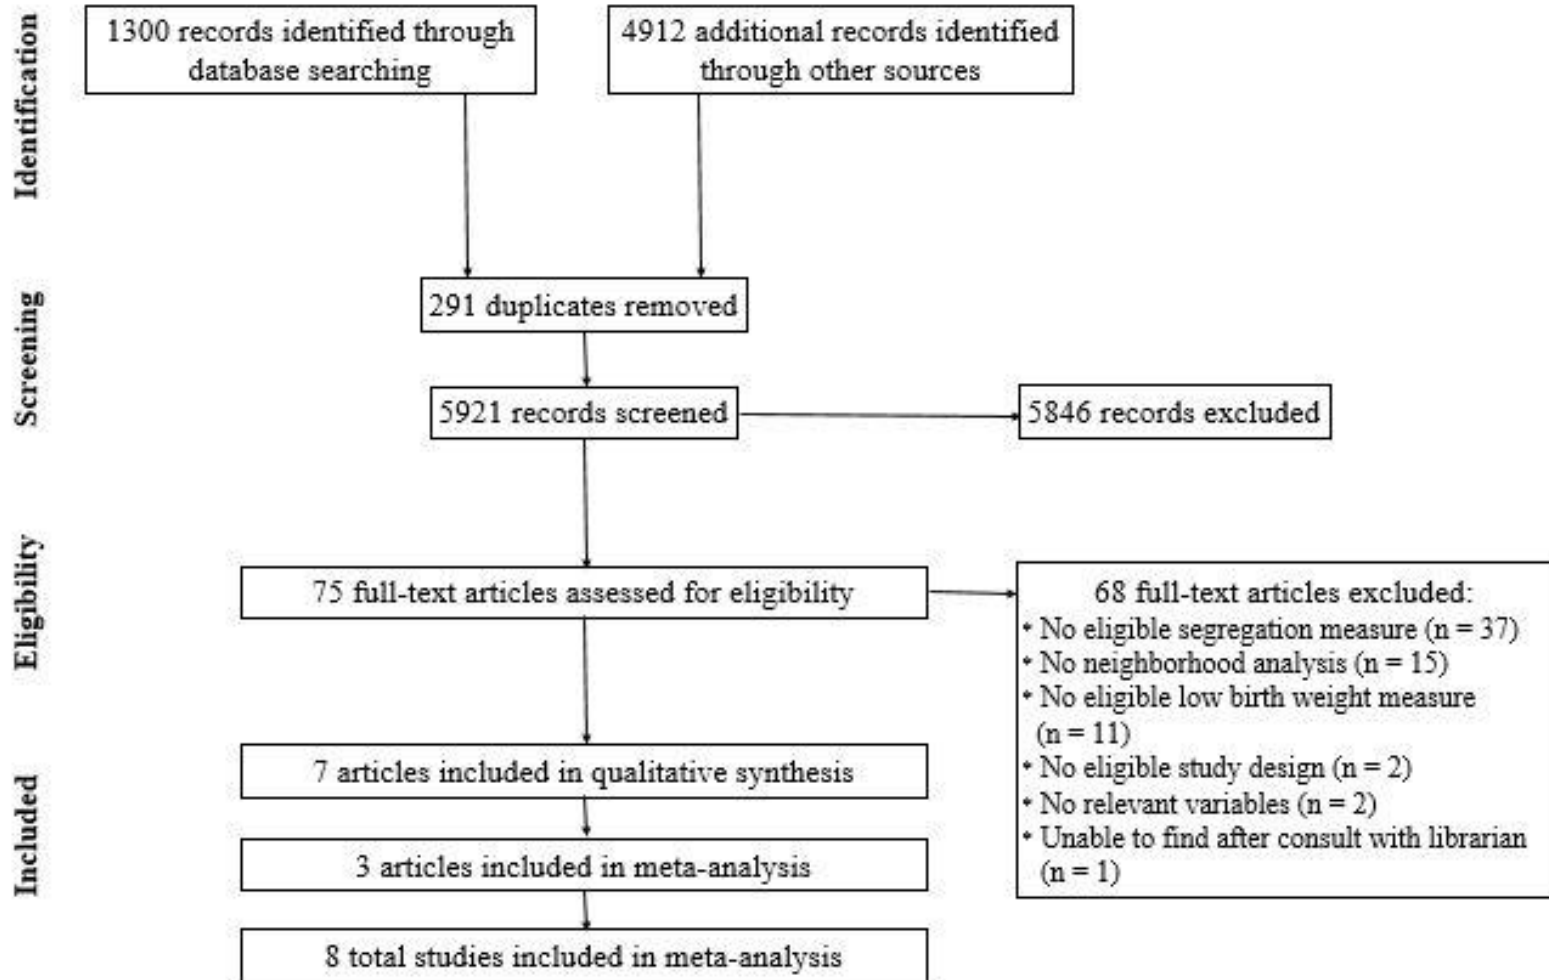 Identification
1300 records identified through
database searching
4912 additional records identified
through other sources
Screening
291 duplicates removed
5921 records screened
5846 records excluded
Eligibility
75 full-text articles assessed for eligibility
68 full-text articles excluded:
* No eligible segregation measure (n = 37)
* No neighborhood analysis (n = 15)
* No eligible low birth weight measure
(n = 11)
* No eligible study design (n = 2)
* No relevant variables (n = 2)
* Unable to find after consult with librarian
(n = 1)
Included
7 articles included in qualitative synthesis
3 articles included in meta-analysis
8 total studies included in meta-analysis